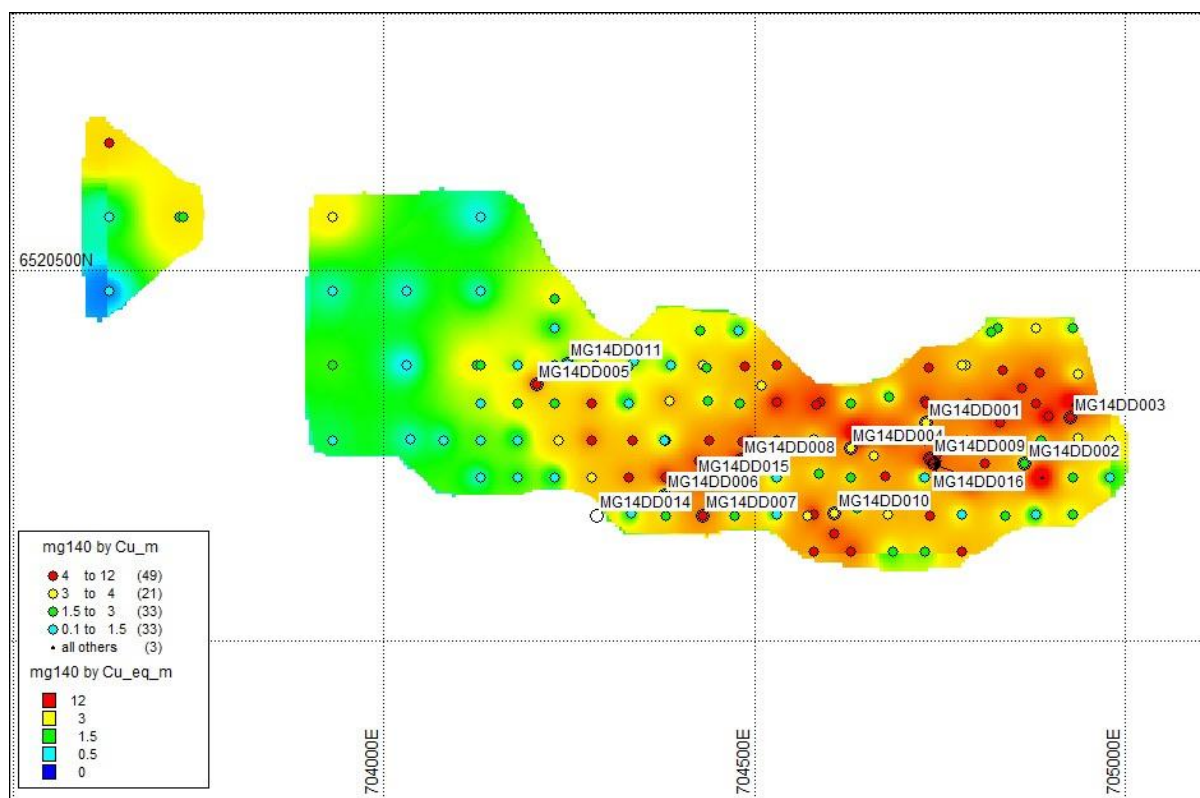 6520500N
MG14DD011
MG14DD005
MG14DD003
MG14DD001
MG14DD004
MG14DD008
MG14DD009
MG14DD002
MG14DD015
MG14DD006
MG14DD016
MG14DD014
MG14DD007
MG14DD010
mg140 by Cu_m
4 to 12 (49)
3 to 4 (21)
1.5 to 3 (33)
0.1 to 1.5 (33)
all others (3)
mg140 by Cu_eq_m
12
3
1.5
0.5
0
704000E
704500E
705000E